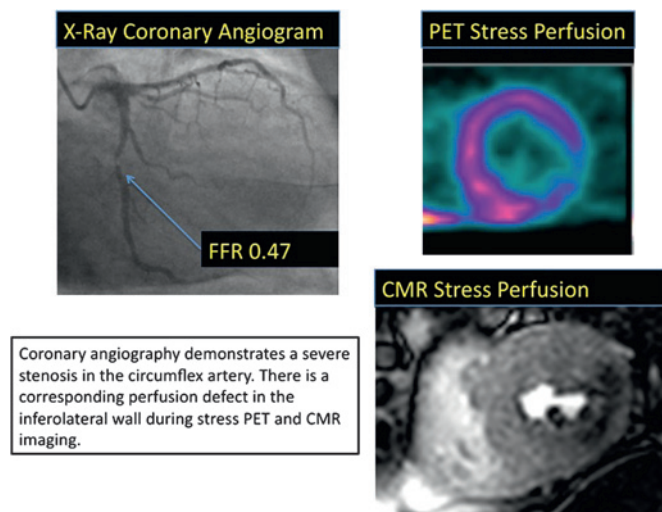 X-Ray Coronary Angiogram
PET Stress Perfusion
FFR 0.47
CMR Stress Perfusion
Coronary angiography demonstrates a severe
stenosis in the circumflex artery. There is a
corresponding perfusion defect in the
inferolateral wall during stress PET and CMR
imaging.